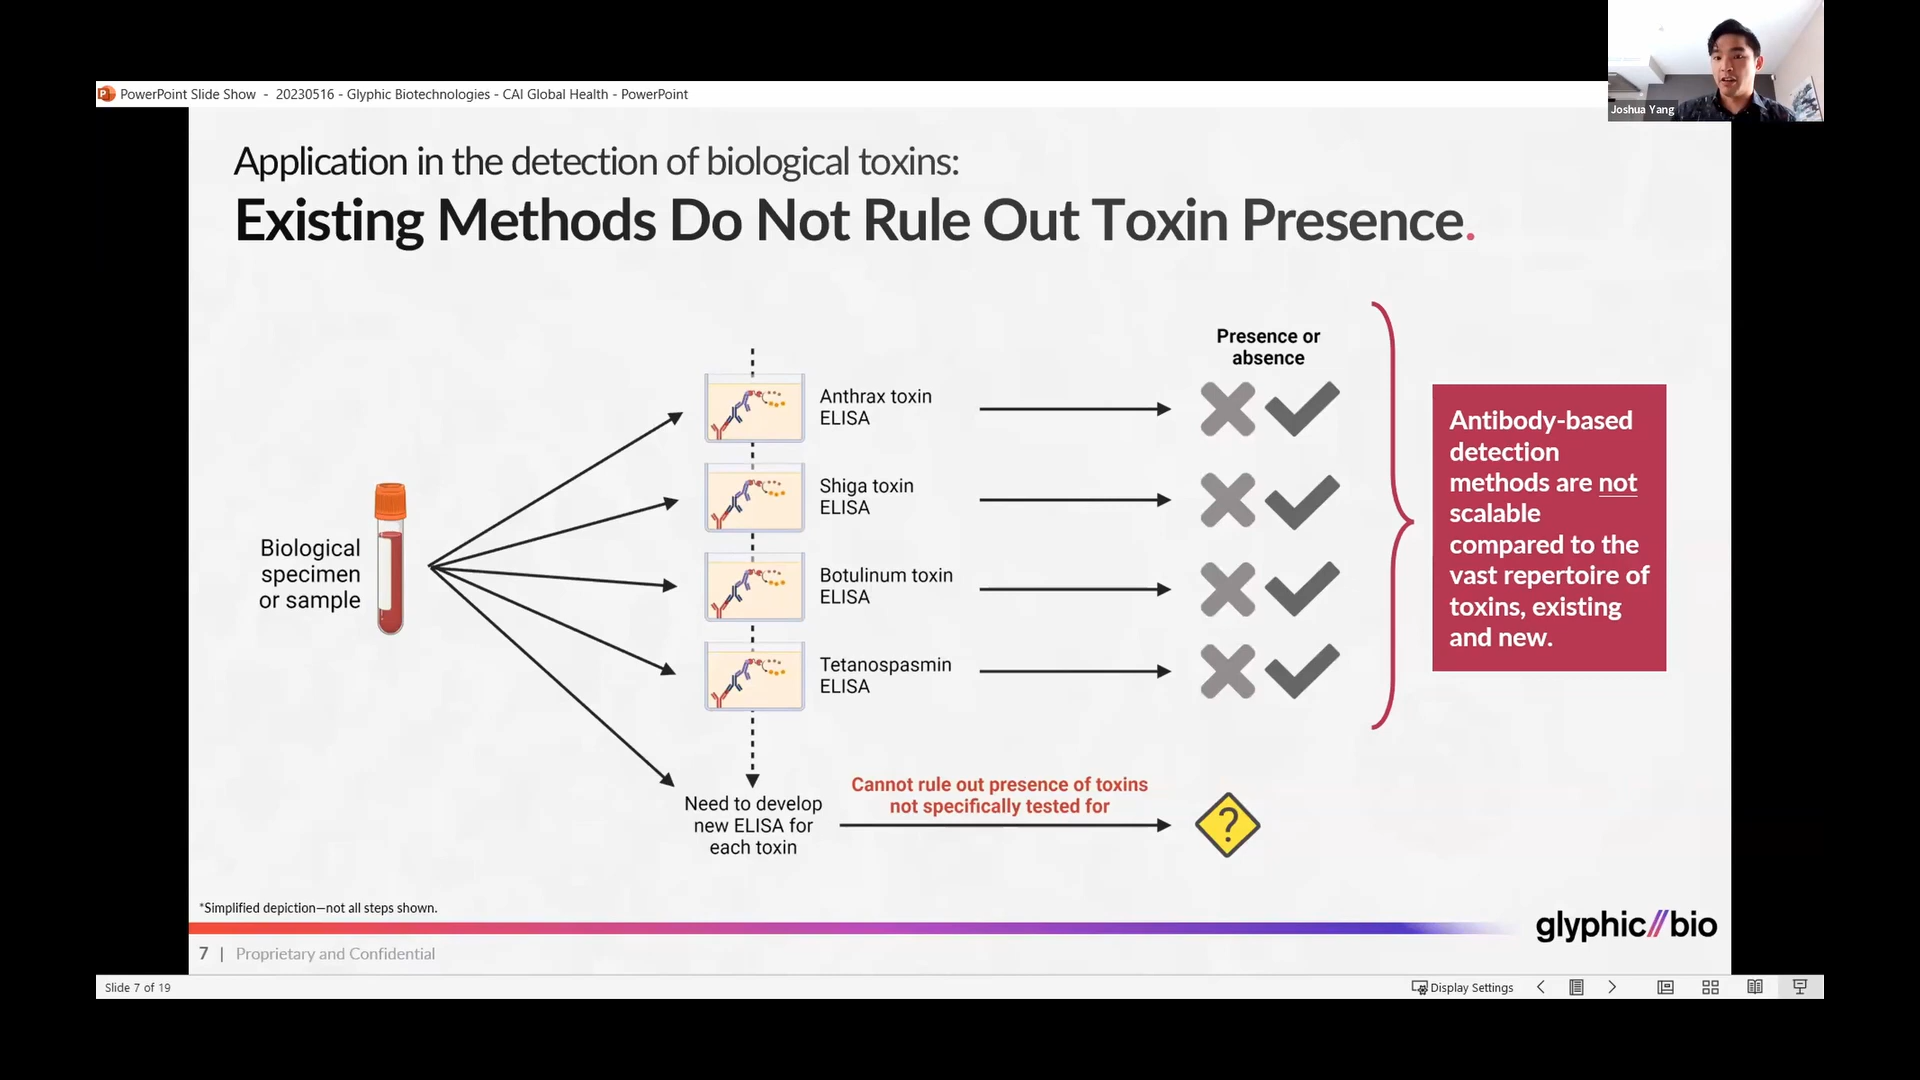 Joshua Yang
PowerPoint Slide Show - 20230516 - Glyphic Biotechnologies - CAI Global Health - PowerPoint
Application in the detection of biological toxins:
Existing Methods Do Not Rule Out Toxin Presence.
Biological
specimen
or sample
Anthrax toxin
ELISA
Shiga toxin
ELISA
Botulinum toxin
ELISA
Tetanospasmin
ELISA
Need to develop
new ELISA for
each toxin
Cannot rule out presence of toxins
not specifically tested for
?
Presence or
absence
Antibody-based
detection
methods are not
scalable
compared to the
vast repertoire of
toxins, existing
and new.
*Simplified depiction—not all steps shown.
glyphic//bio
7 | Proprietary and Confidential
Slide 7 of 19
Display Settings